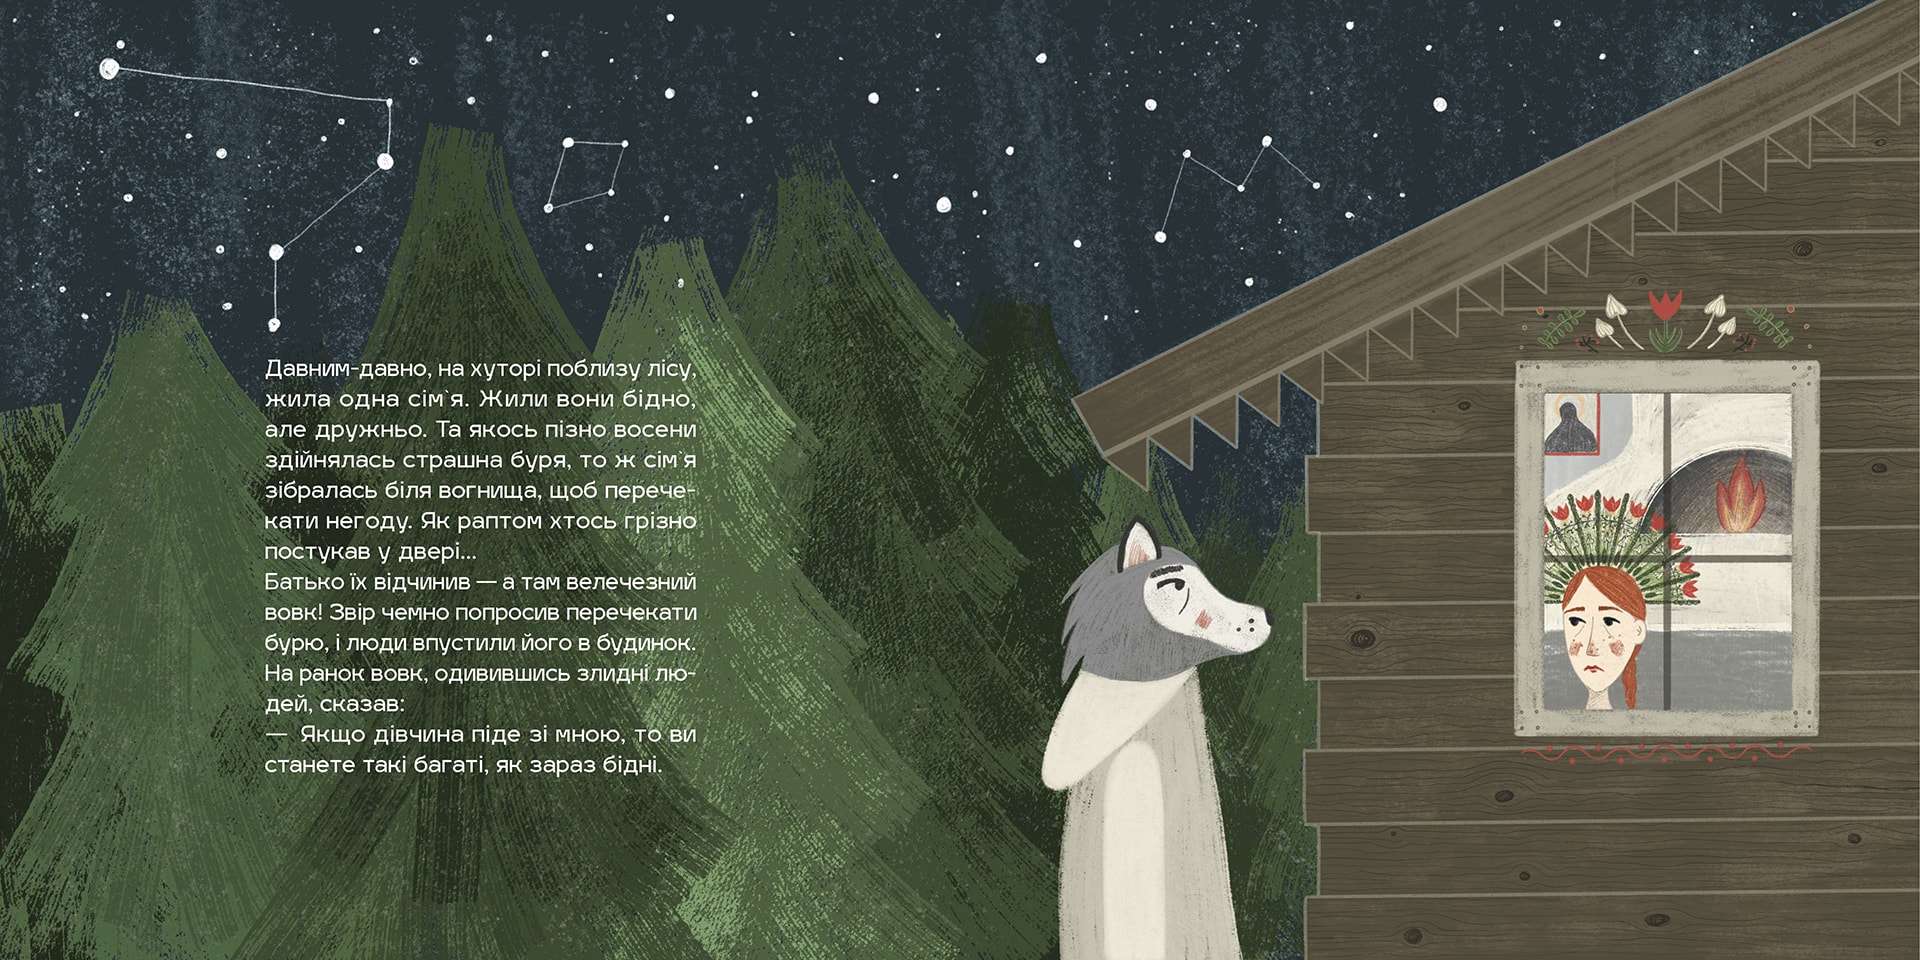 Давним-давно, на хуторі поблизу лісу,
жила одна сім`я. Жили вони бідно,
але дружньо. Та якось пізно восени
здійнялась страшна буря, то ж сім`я
зібралась біля вогнища, щоб перече-
кати негоду. Як раптом хтось грізно
постукав у двері...
Батько їх відчинив — а там велечезний
вовк! Звір чемно попросив перечекати
бурю, і люди впустили його в будинок.
На ранок вовк, одивившись злидні лю-
дей, сказав:
— Якщо дівчина піде зі мною, то ви
станете такі багаті, як зараз бідні.